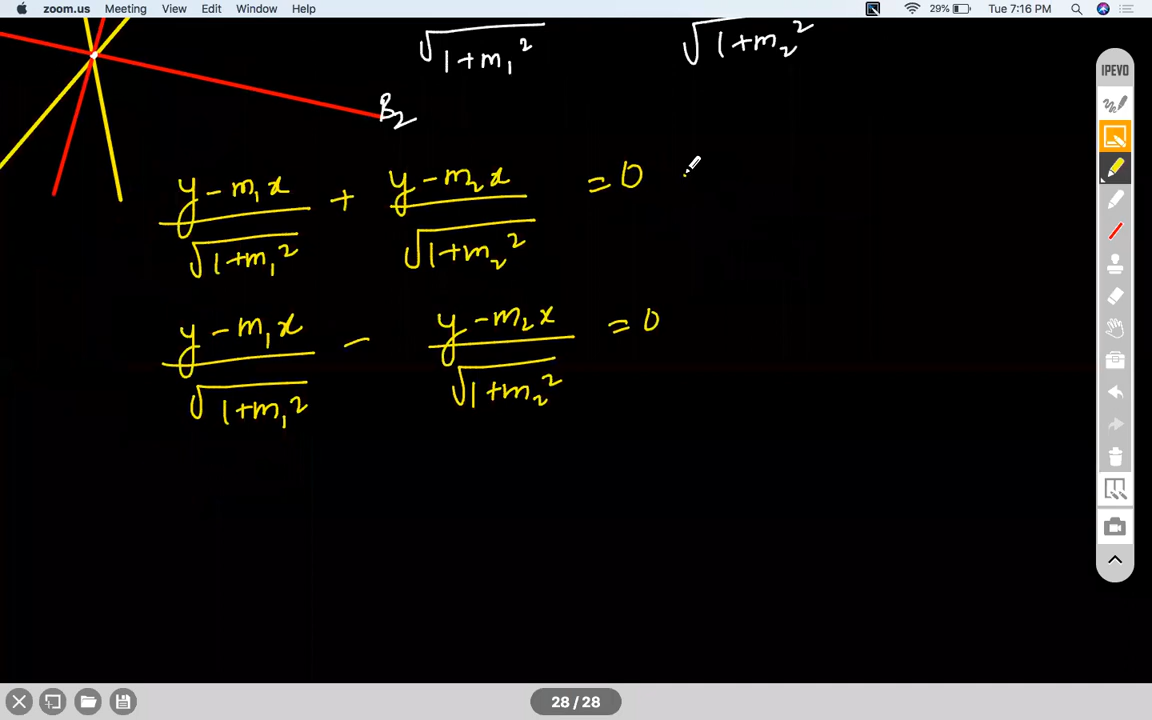 zoom.us Meeting View Edit Window Help 29% Tue 7:16 PM
√(1+m₁²) √(1+m₂²)
B₂
IPEVO
(y-m₁x)/√(1+m₁²) + (y-m₂x)/√(1+m₂²) = 0
(y-m₁x)/√(1+m₁²) - (y-m₂x)/√(1+m₂²) = 0
28 / 28